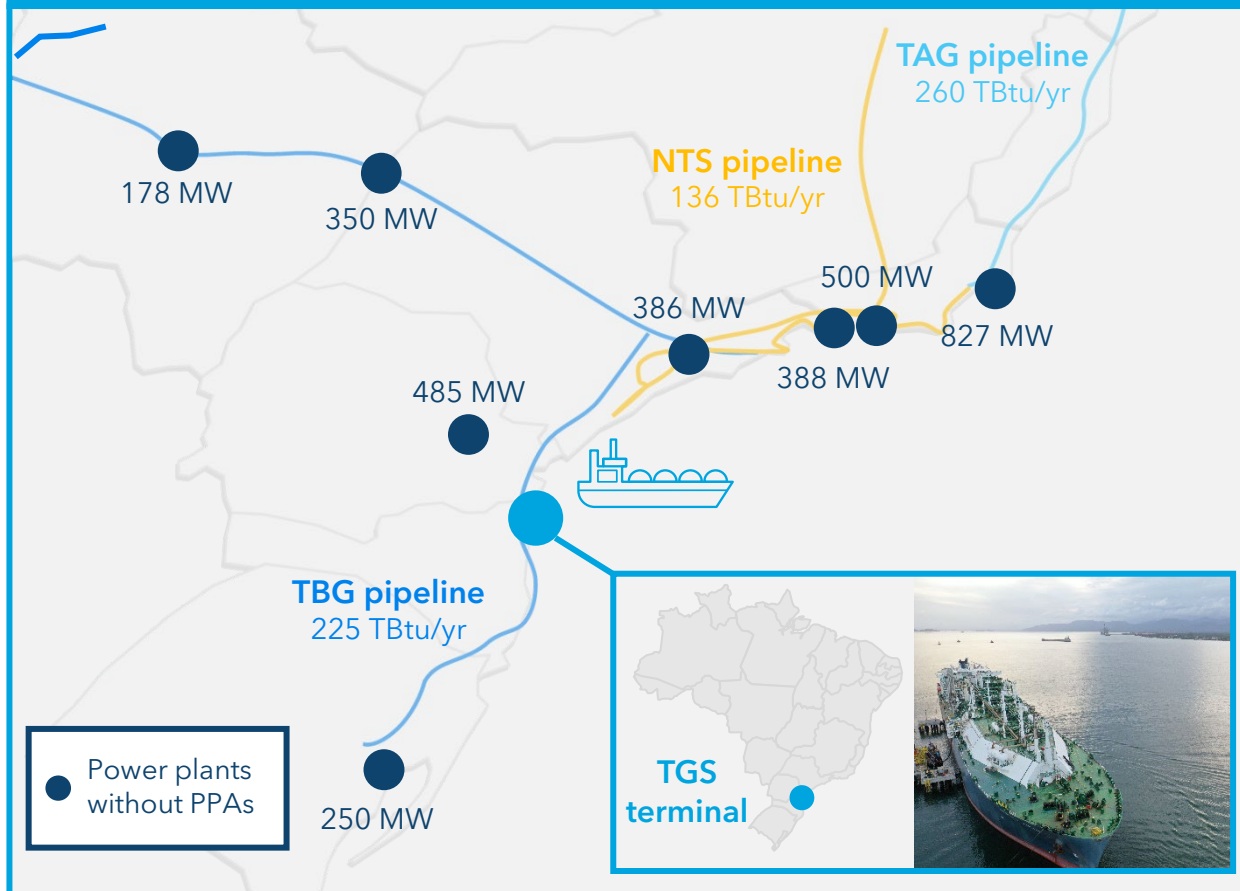 TAG pipeline
260 TBtu/yr
NTS pipeline
136 TBtu/yr
178 MW
350 MW
500 MW
386 MW
827 MW
388 MW
485 MW
TBG pipeline
225 TBtu/yr
Power plants
without PPAs
250 MW
TGS
terminal